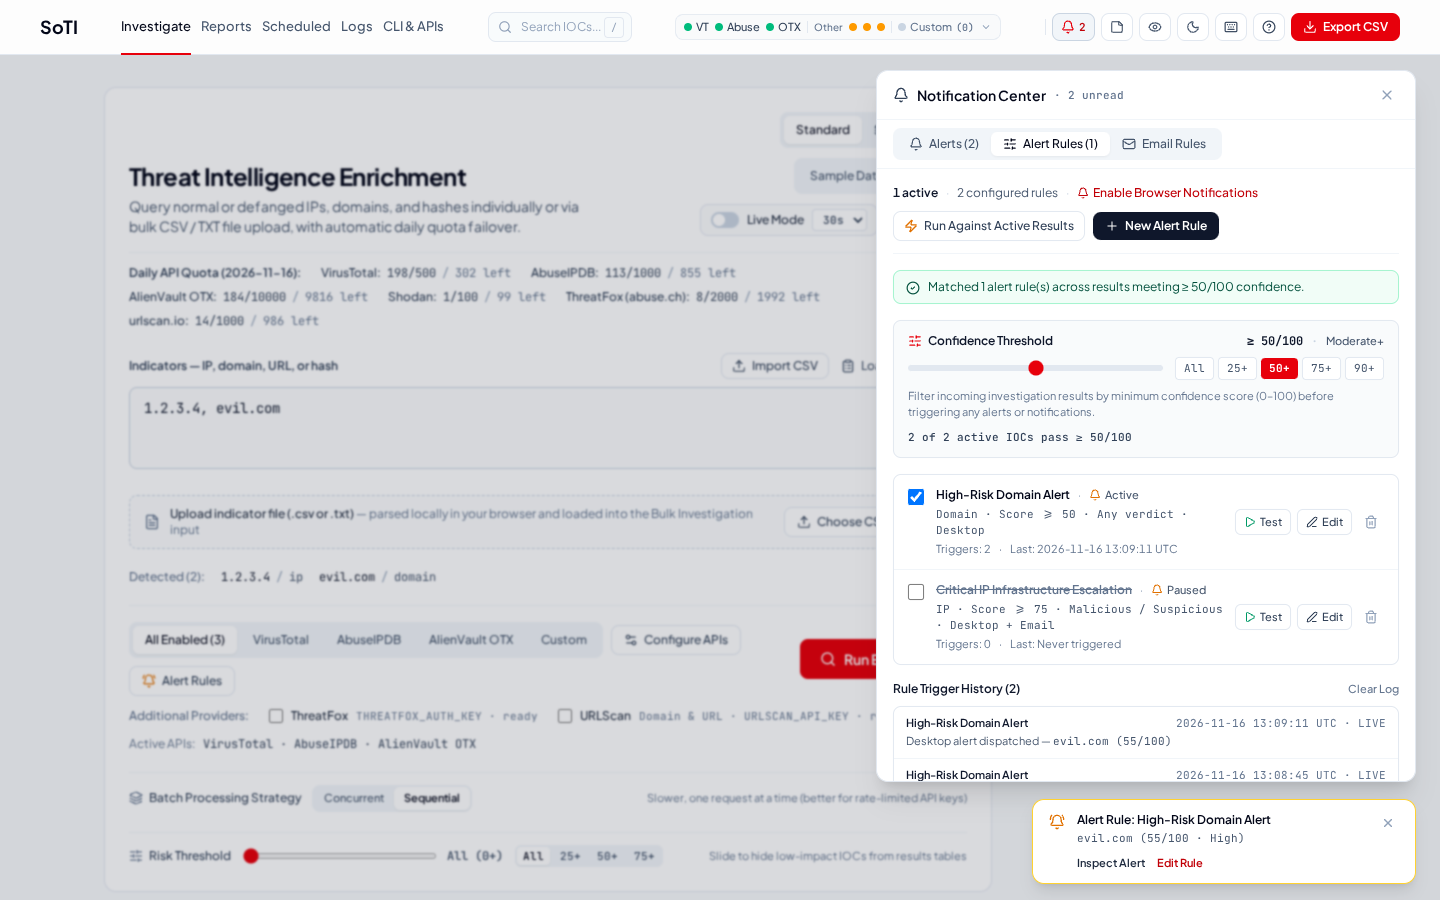 SoTI
Investigate Reports Scheduled Logs CLI & APIs
Search IOCs... /
VT Abuse OTX Other Custom (0)
2
Export CSV
Standard
Threat Intelligence Enrichment
Sample Dat
Query normal or defanged IPs, domains, and hashes individually or via
bulk CSV / TXT file upload, with automatic daily quota failover.
Live Mode 30s
Daily API Quota (2026-11-16): VirusTotal: 198/500 / 302 left AbuseIPDB: 113/1000 / 855 left
AlienVault OTX: 184/10000 / 9816 left Shodan: 1/100 / 99 left ThreatFox (abuse.ch): 8/2000 / 1992 left
urlscan.io: 14/1000 / 986 left
Indicators — IP, domain, URL, or hash
Import CSV
Lo
1.2.3.4, evil.com
Upload indicator file (.csv or .txt) — parsed locally in your browser and loaded into the Bulk Investigation
input
Choose CS
Detected (2): 1.2.3.4 / ip evil.com / domain
All Enabled (3) VirusTotal AbuseIPDB AlienVault OTX Custom Configure APIs
Run E
Alert Rules
Additional Providers: ThreatFox THREATFOX_AUTH_KEY · ready URLScan Domain & URL · URLSCAN_API_KEY · r
Active APIs: VirusTotal · AbuseIPDB · AlienVault OTX
Batch Processing Strategy Concurrent Sequential Slower, one request at a time (better for rate-limited API keys)
Risk Threshold All (0+) All 25+ 50+ 75+ Slide to hide low-impact IOCs from results tables
Notification Center · 2 unread
Alerts (2) Alert Rules (1) Email Rules
1 active · 2 configured rules · Enable Browser Notifications
Run Against Active Results New Alert Rule
Matched 1 alert rule(s) across results meeting ≥ 50/100 confidence.
Confidence Threshold ≥ 50/100 · Moderate+
All 25+ 50+ 75+ 90+
Filter incoming investigation results by minimum confidence score (0–100) before
triggering any alerts or notifications.
2 of 2 active IOCs pass ≥ 50/100
High-Risk Domain Alert · Active
Domain · Score ≥ 50 · Any verdict ·
Desktop
Triggers: 2 · Last: 2026-11-16 13:09:11 UTC
Test Edit
Critical IP Infrastructure Escalation · Paused
IP · Score ≥ 75 · Malicious / Suspicious
· Desktop + Email
Triggers: 0 · Last: Never triggered
Test Edit
Rule Trigger History (2) Clear Log
High-Risk Domain Alert 2026-11-16 13:09:11 UTC · LIVE
Desktop alert dispatched — evil.com (55/100)
High-Risk Domain Alert 2026-11-16 13:08:45 UTC · LIVE
Alert Rule: High-Risk Domain Alert
evil.com (55/100 · High)
Inspect Alert Edit Rule